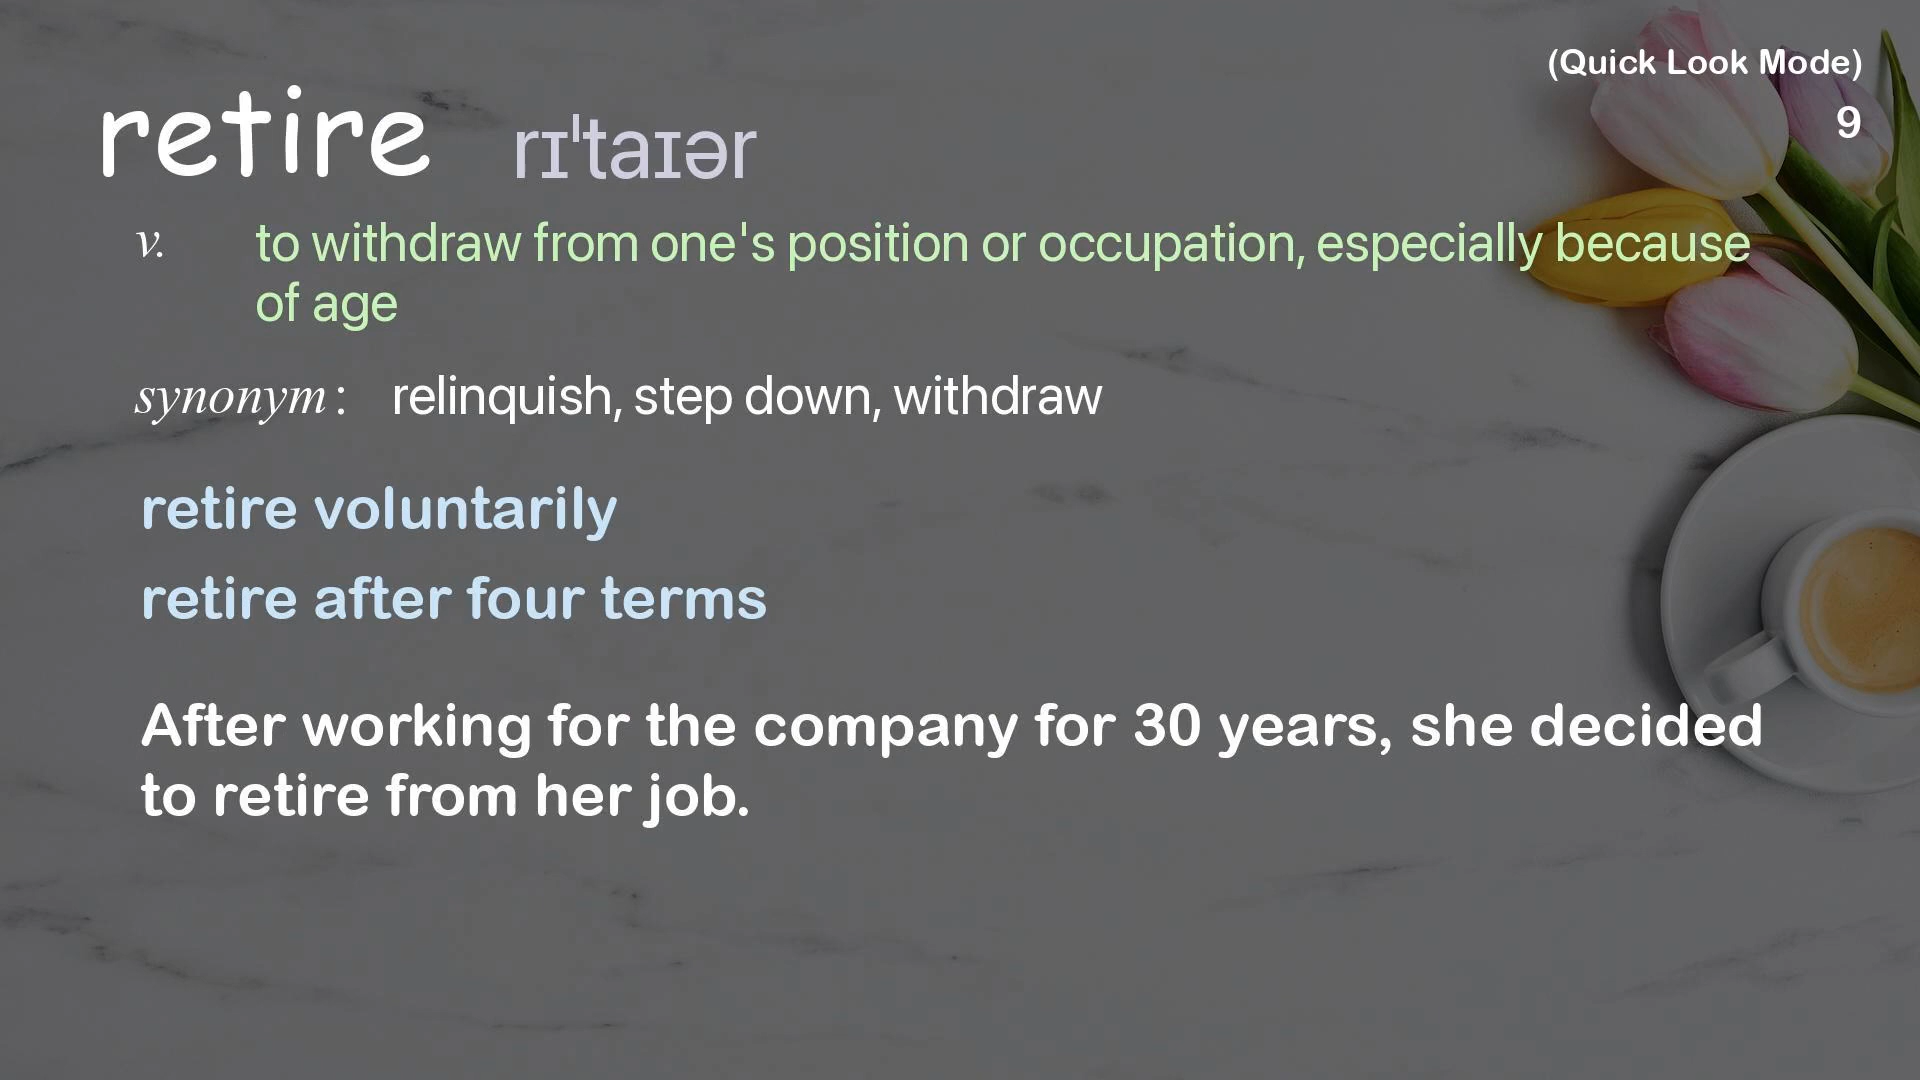 (Quick Look Mode)
9
retire rɪˈtaɪər
v. to withdraw from one's position or occupation, especially because
of age
synonym: relinquish, step down, withdraw
retire voluntarily
retire after four terms
After working for the company for 30 years, she decided
to retire from her job.